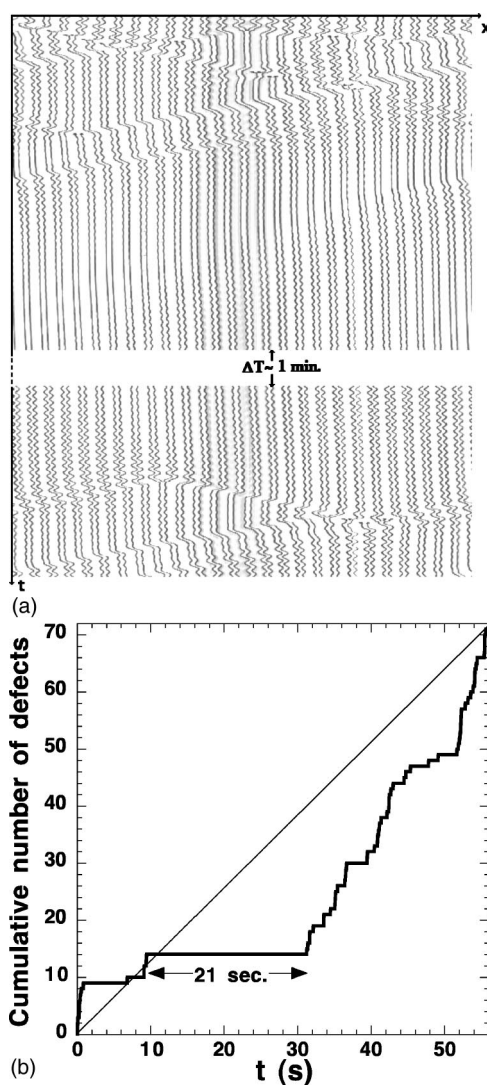 x
ΔT~ 1 min.
t
(a)
70
60
50
40
30
20
10
0
Cumulative number of defects
21 sec.
0 10 20 30 40 50
t (s)
(b)